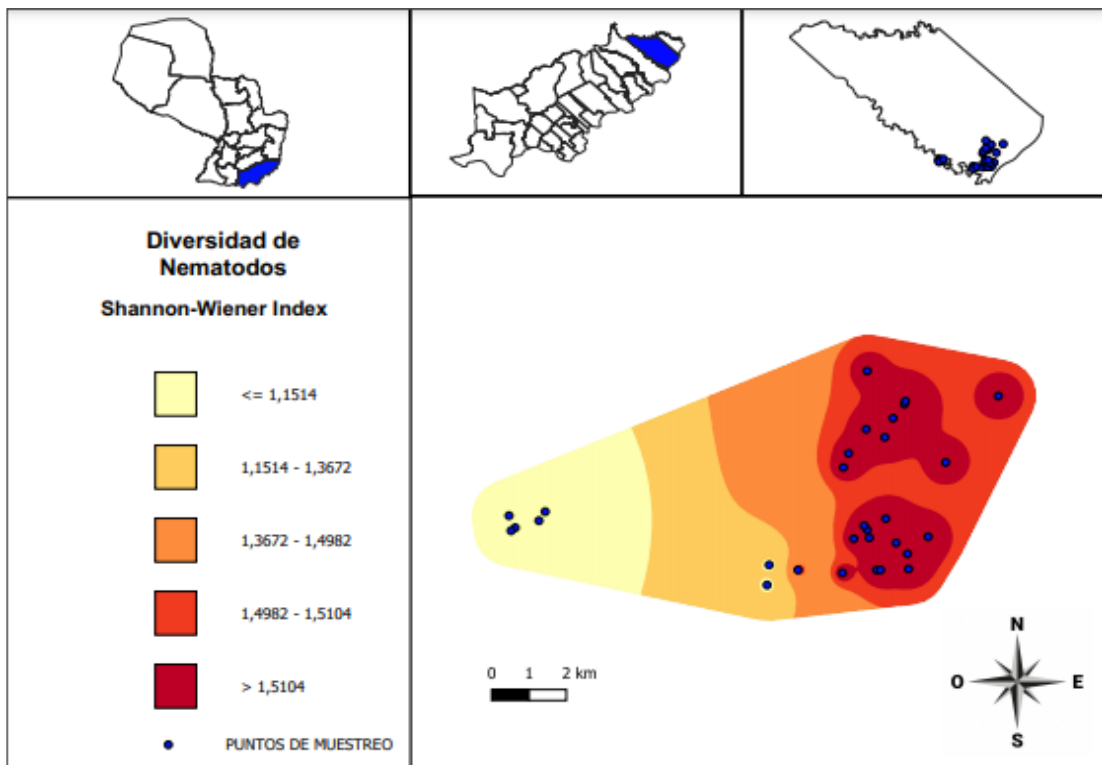 Diversidad de
Nematodos
Shannon-Wiener Index
<= 1,1514
1,1514 - 1,3672
1,3672 - 1,4982
1,4982 - 1,5104
> 1,5104
PUNTOS DE MUESTREO
0 1 2 km
N
O E
S